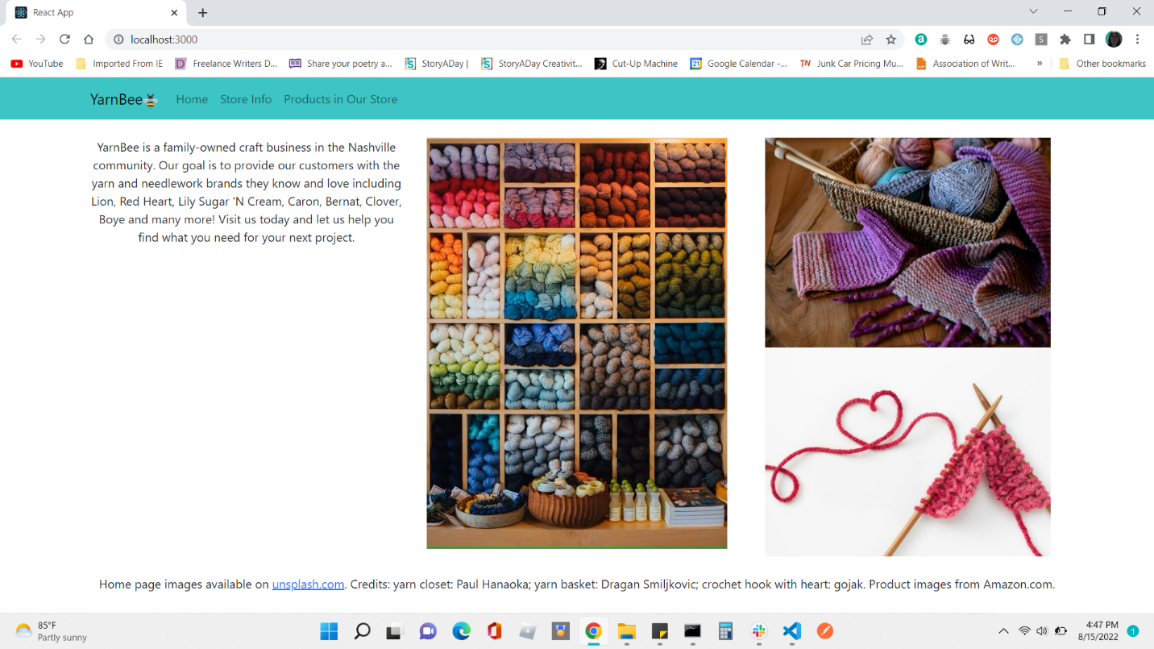 React App
localhost:3000
YouTube Imported From IE Freelance Writers D... Share your poetry a... StoryADay | StoryADay Creativit... Cut-Up Machine Google Calendar -... Junk Car Pricing Mu... Association of Writ... » Other bookmarks
YarnBee Home Store Info Products in Our Store
YarnBee is a family-owned craft business in the Nashville
community. Our goal is to provide our customers with the
yarn and needlework brands they know and love including
Lion, Red Heart, Lily Sugar 'N Cream, Caron, Bernat, Clover,
Boye and many more! Visit us today and let us help you
find what you need for your next project.
Home page images available on unsplash.com. Credits: yarn closet: Paul Hanaoka; yarn basket: Dragan Smiljkovic; crochet hook with heart: gojak. Product images from Amazon.com.
85°F
Partly sunny
4:47 PM
8/15/2022
1